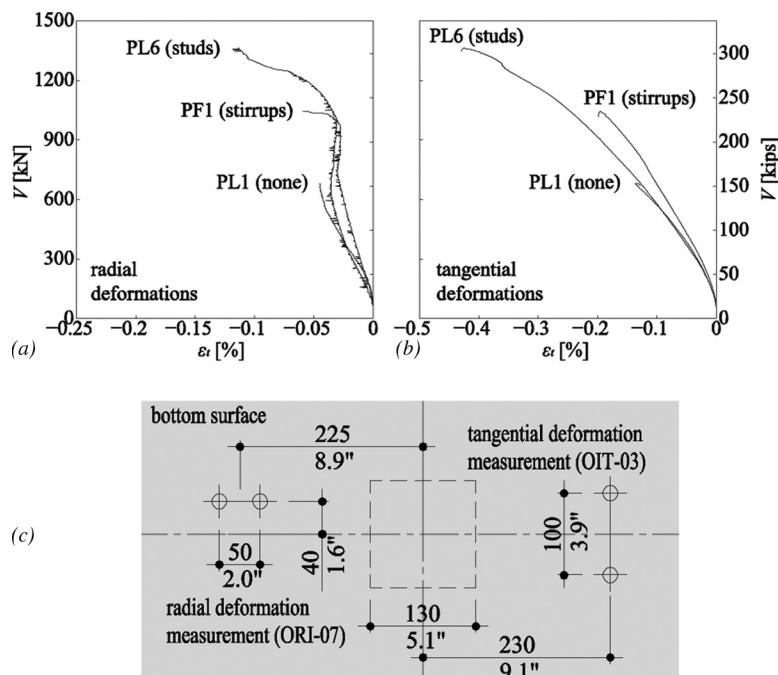 1500
1200
900
600
300
0
V [kN]
PL6 (studs)
PF1 (stirrups)
PL1 (none)
radial
deformations
−0.25
−0.15
−0.1
−0.05
0
εt [%]
(a)
PL6 (studs)
PF1 (stirrups)
PL1 (none)
tangential
deformations
−0.5
−0.4
−0.3
−0.2
−0.1
0
εt [%]
(b)
300
250
200
150
100
50
0
V [kips]
bottom surface
225
8.9"
tangential deformation
measurement (OIT-03)
50
2.0"
40
1.6"
100
3.9"
radial deformation
measurement (ORI-07)
130
5.1"
230
9.1"
(c)